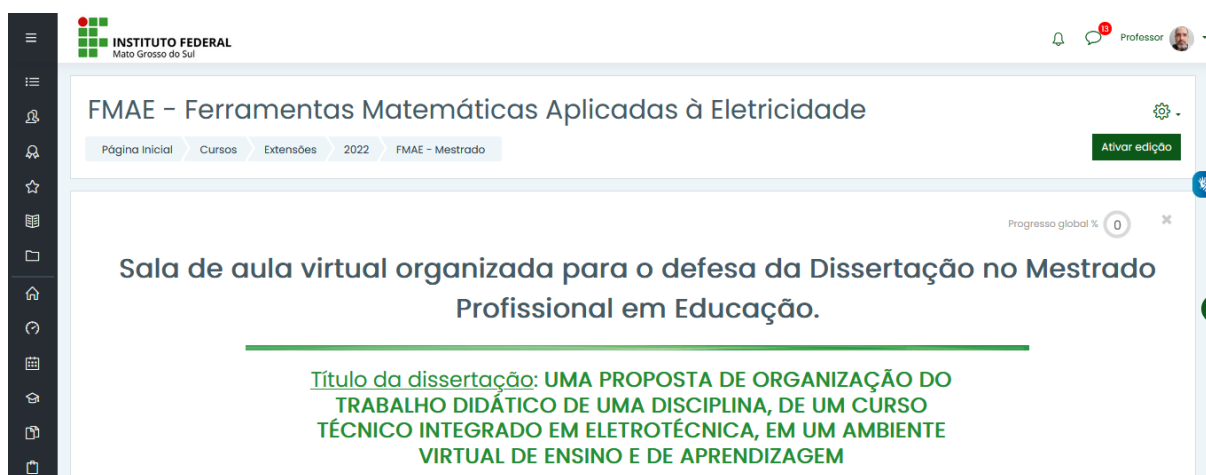 INSTITUTO FEDERAL
Mato Grosso do Sul
13
Professor
FMAE - Ferramentas Matemáticas Aplicadas à Eletricidade
Página Inicial Cursos Extensões 2022 FMAE - Mestrado
Ativar edição
Progresso global % 0
Sala de aula virtual organizada para o defesa da Dissertação no Mestrado
Profissional em Educação.
Título da dissertação: UMA PROPOSTA DE ORGANIZAÇÃO DO
TRABALHO DIDÁTICO DE UMA DISCIPLINA, DE UM CURSO
TÉCNICO INTEGRADO EM ELETROTÉCNICA, EM UM AMBIENTE
VIRTUAL DE ENSINO E DE APRENDIZAGEM